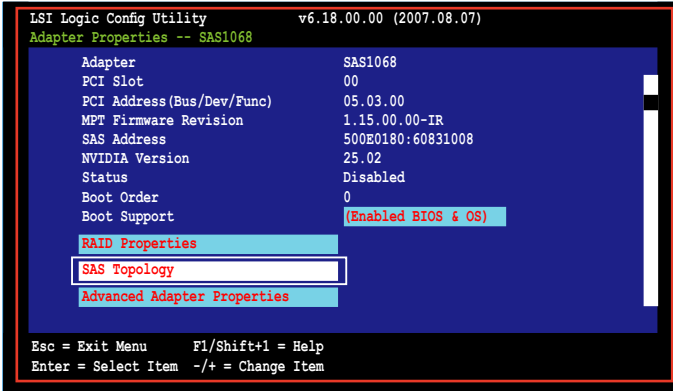 LSI Logic Config Utility v6.18.00.00 (2007.08.07)
Adapter Properties -- SAS1068
Adapter SAS1068
PCI Slot 00
PCI Address(Bus/Dev/Func) 05.03.00
MPT Firmware Revision 1.15.00.00-IR
SAS Address 500E0180:60831008
NVIDIA Version 25.02
Status Disabled
Boot Order 0
Boot Support (Enabled BIOS & OS)
RAID Properties
SAS Topology
Advanced Adapter Properties
Esc = Exit Menu F1/Shift+1 = Help
Enter = Select Item -/+ = Change Item